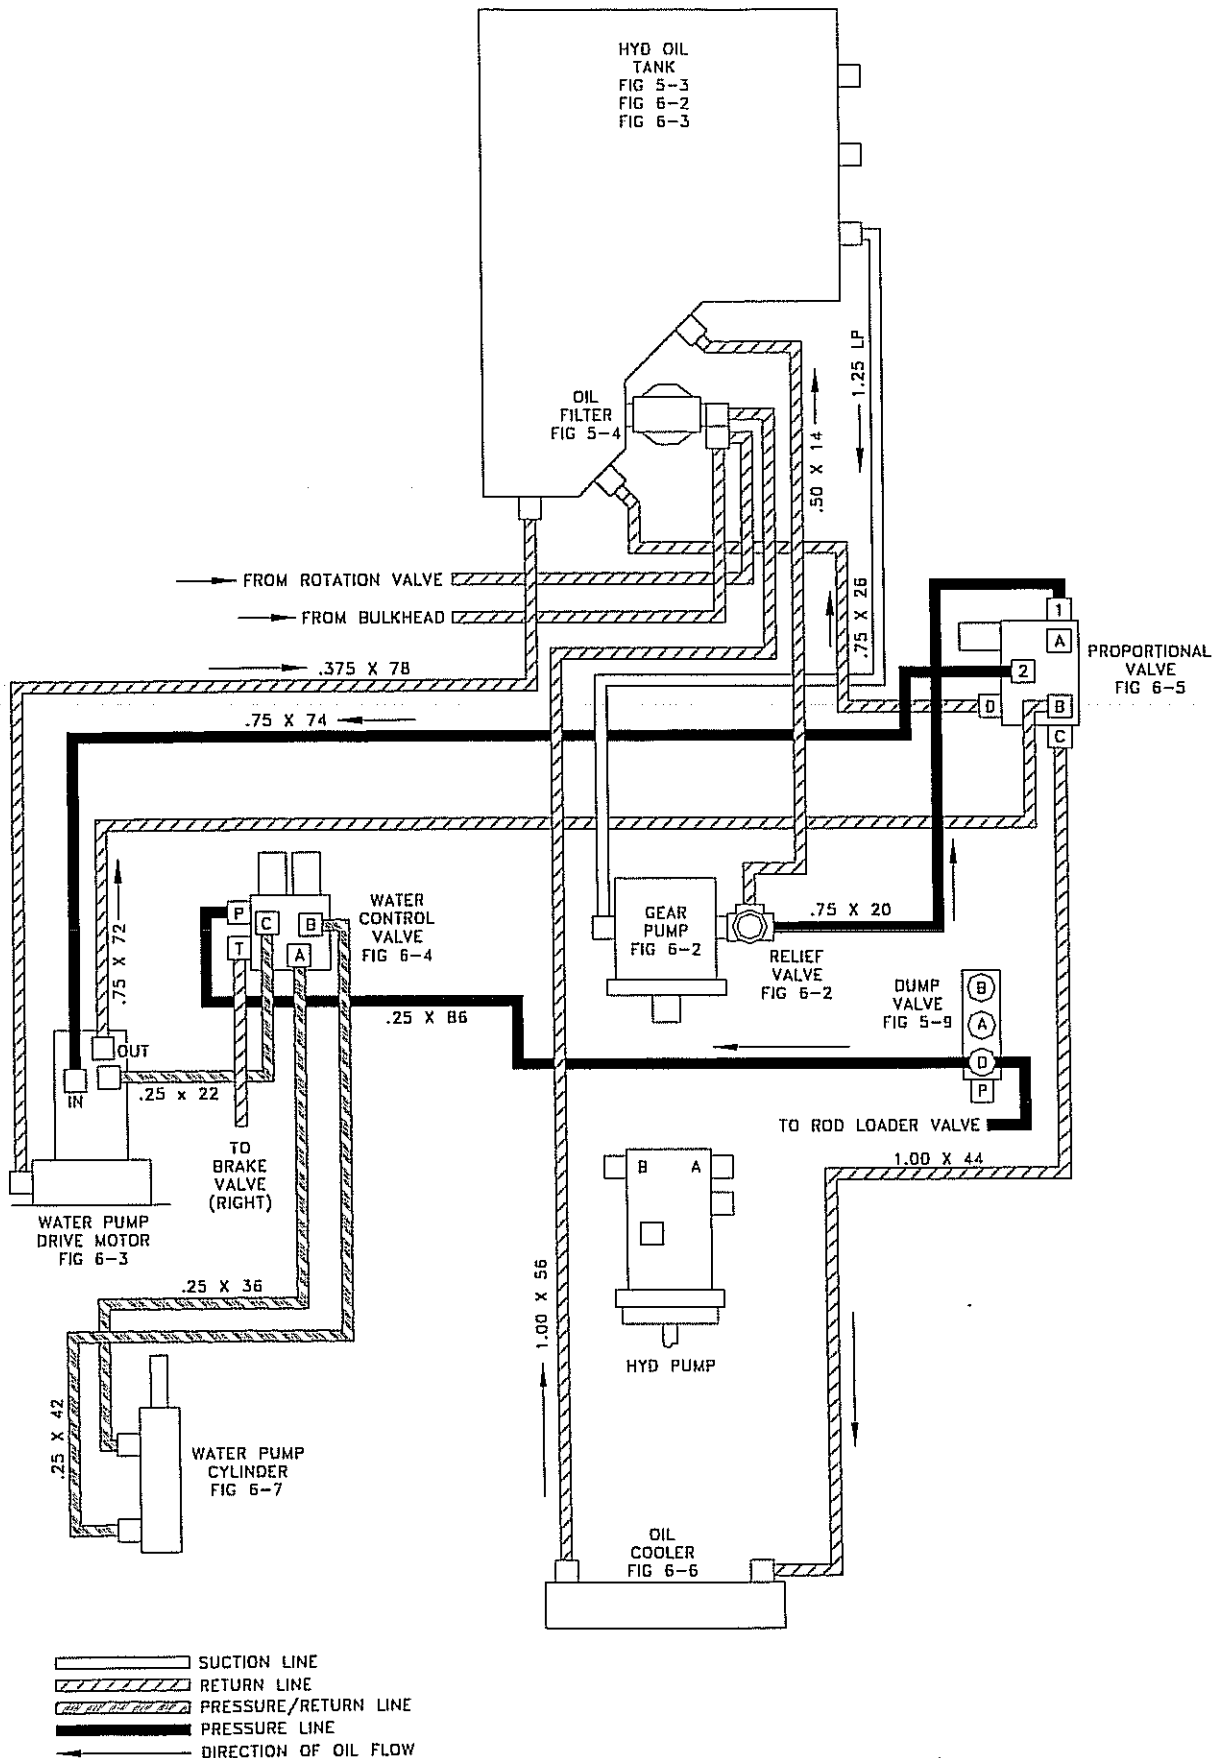 HYD OIL
TANK
FIG 5-3
FIG 6-2
FIG 6-3
1.25 LP
OIL
FILTER
FIG 5-4
.50 X 14
FROM ROTATION VALVE
FROM BULKHEAD
.75 X 26
1
A
2
D
B
C
PROPORTIONAL
VALVE
FIG 6-5
.375 X 78
.75 X 74
P
C
B
T
A
WATER
CONTROL
VALVE
FIG 6-4
.75 X 72
GEAR
PUMP
FIG 6-2
.75 X 20
RELIEF
VALVE
FIG 6-2
DUMP
VALVE
FIG 5-9
B
A
D
P
.25 X 86
OUT
IN
.25 x 22
TO ROD LOADER VALVE
TO
BRAKE
VALVE
(RIGHT)
1.00 X 44
B A
WATER PUMP
DRIVE MOTOR
FIG 6-3
.25 X 36
1.00 X 56
HYD PUMP
.25 X 42
WATER PUMP
CYLINDER
FIG 6-7
OIL
COOLER
FIG 6-6
SUCTION LINE
RETURN LINE
PRESSURE/RETURN LINE
PRESSURE LINE
DIRECTION OF OIL FLOW